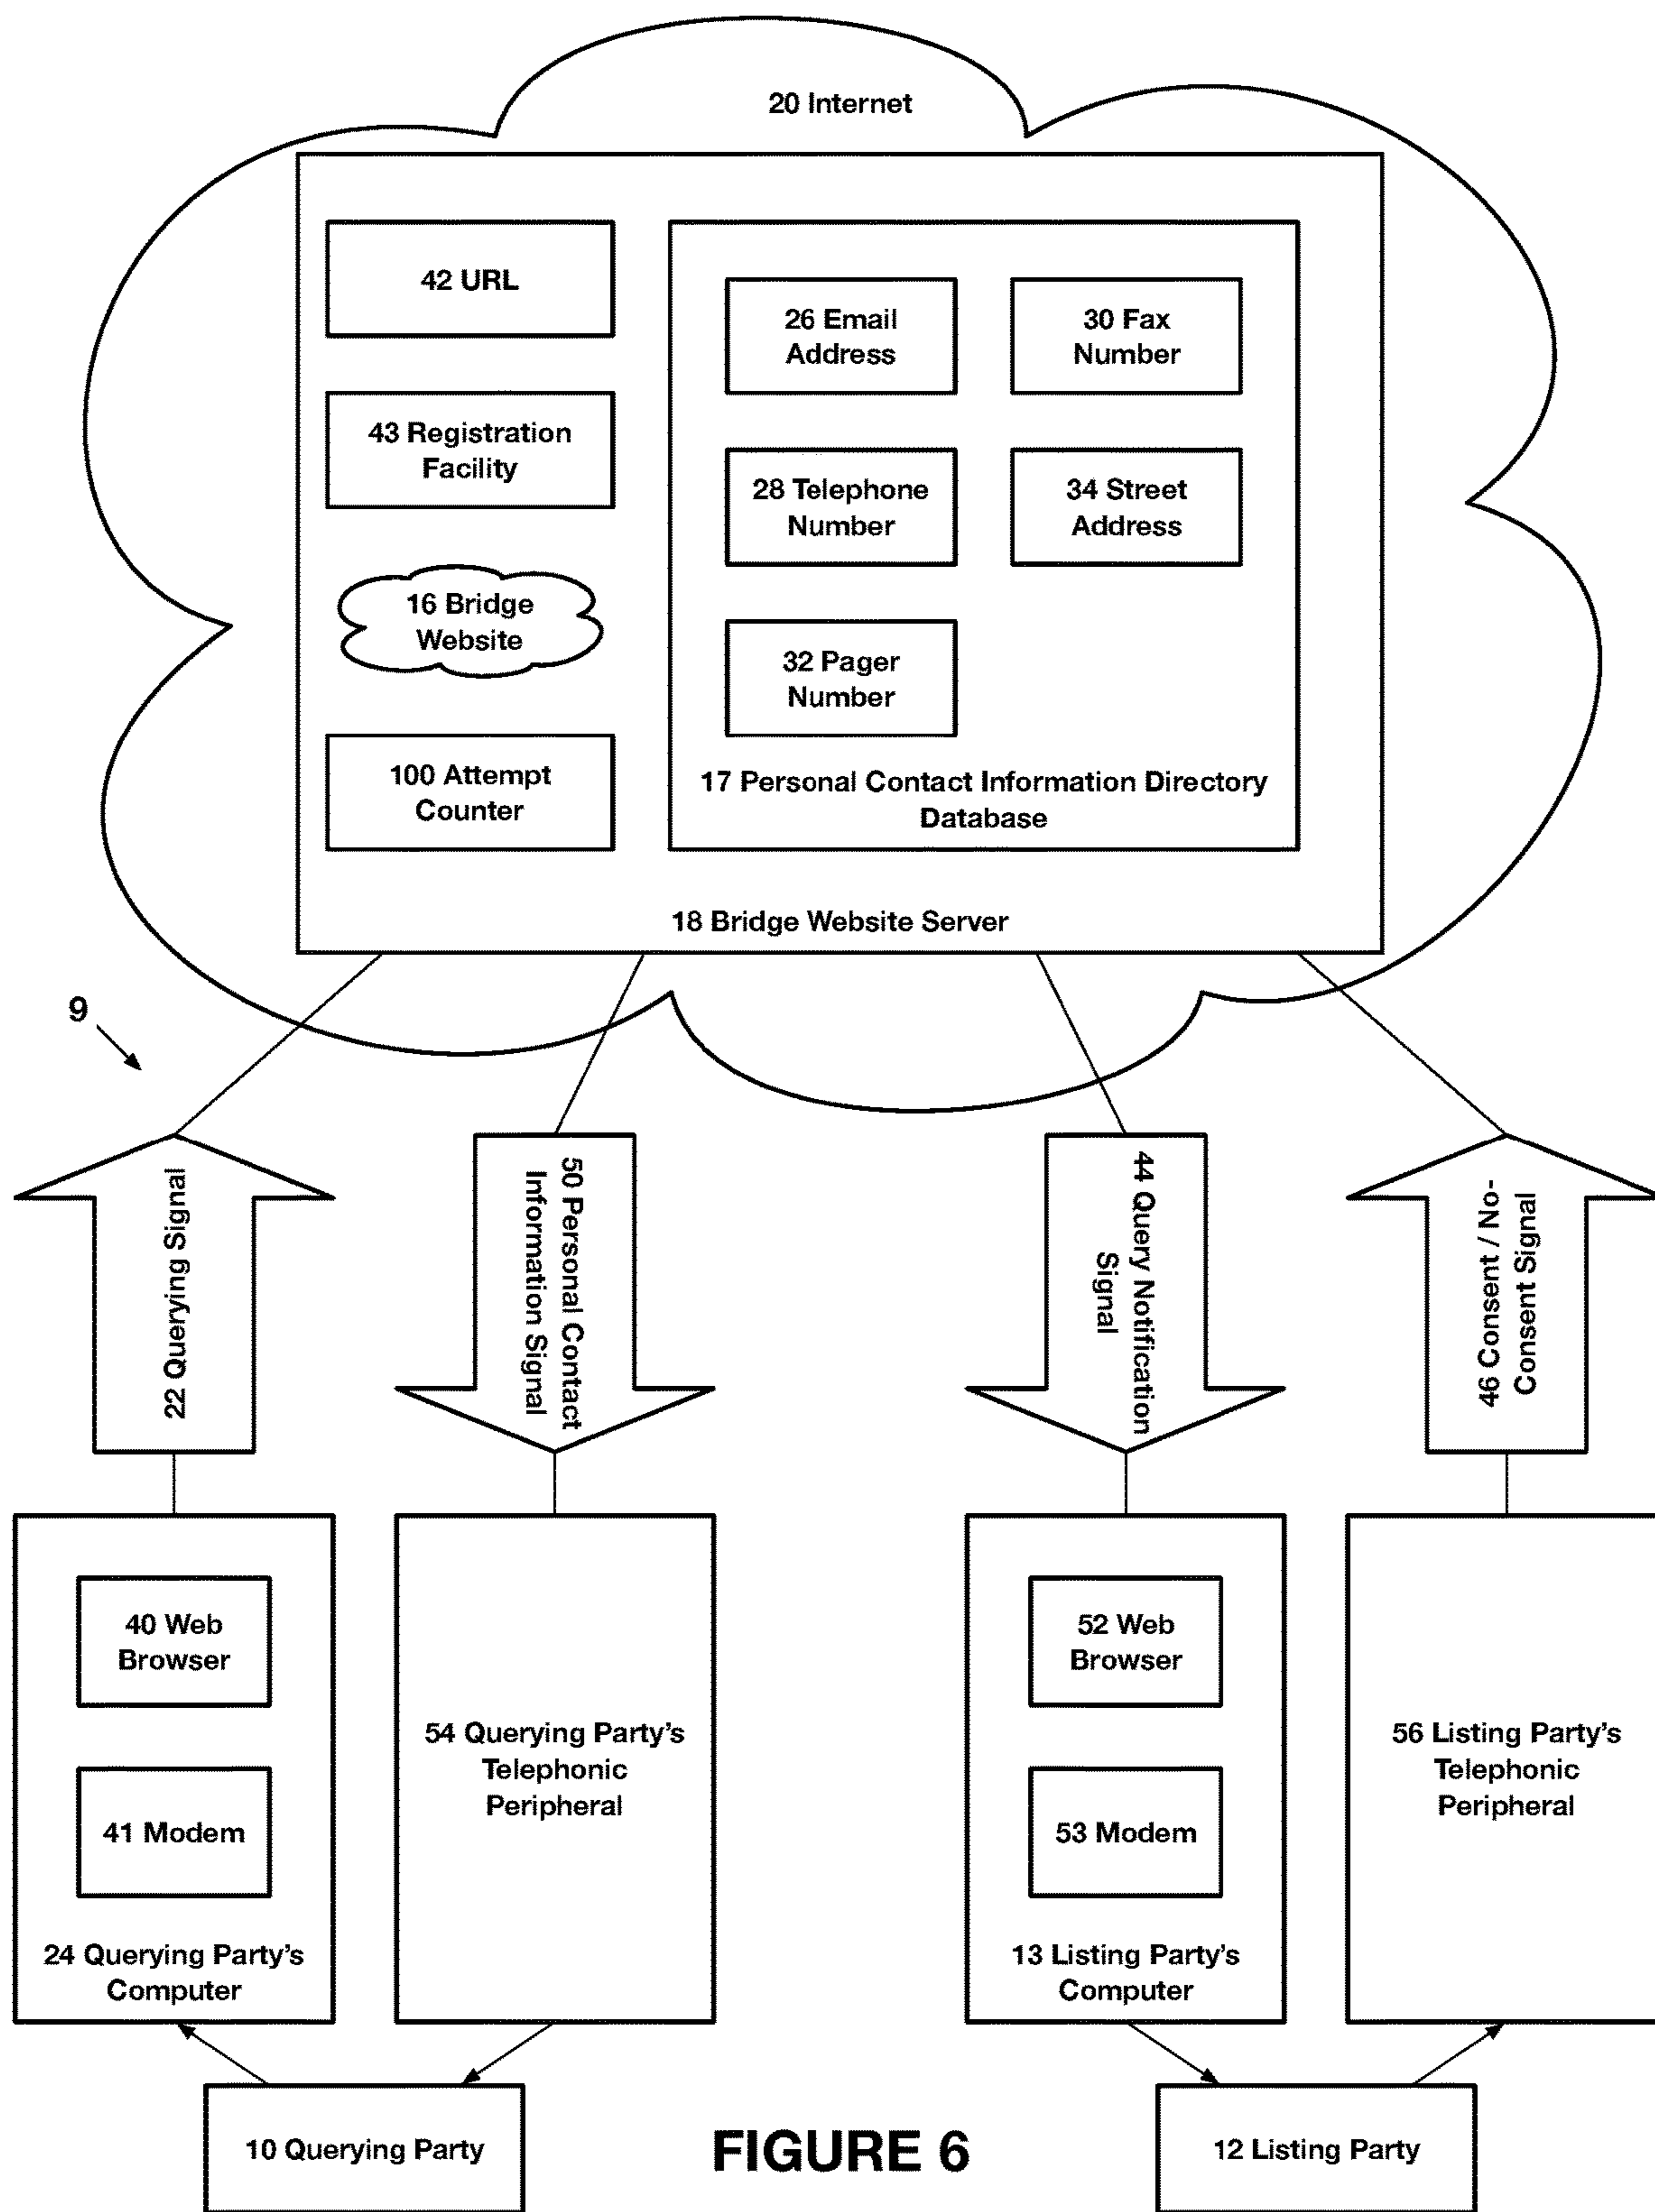 20 Internet
42 URL
43 Registration
Facility
16 Bridge
Website
100 Attempt
Counter
26 Email
Address
30 Fax
Number
28 Telephone
Number
34 Street
Address
32 Pager
Number
17 Personal Contact Information Directory
Database
18 Bridge Website Server
9
22 Querying Signal
50 Personal Contact
Information Signal
44 Query Notification
Signal
46 Consent / No-
Consent Signal
40 Web
Browser
41 Modem
24 Querying Party's
Computer
54 Querying Party's
Telephonic
Peripheral
52 Web
Browser
53 Modem
13 Listing Party's
Computer
56 Listing Party's
Telephonic
Peripheral
10 Querying Party
FIGURE 6
12 Listing Party